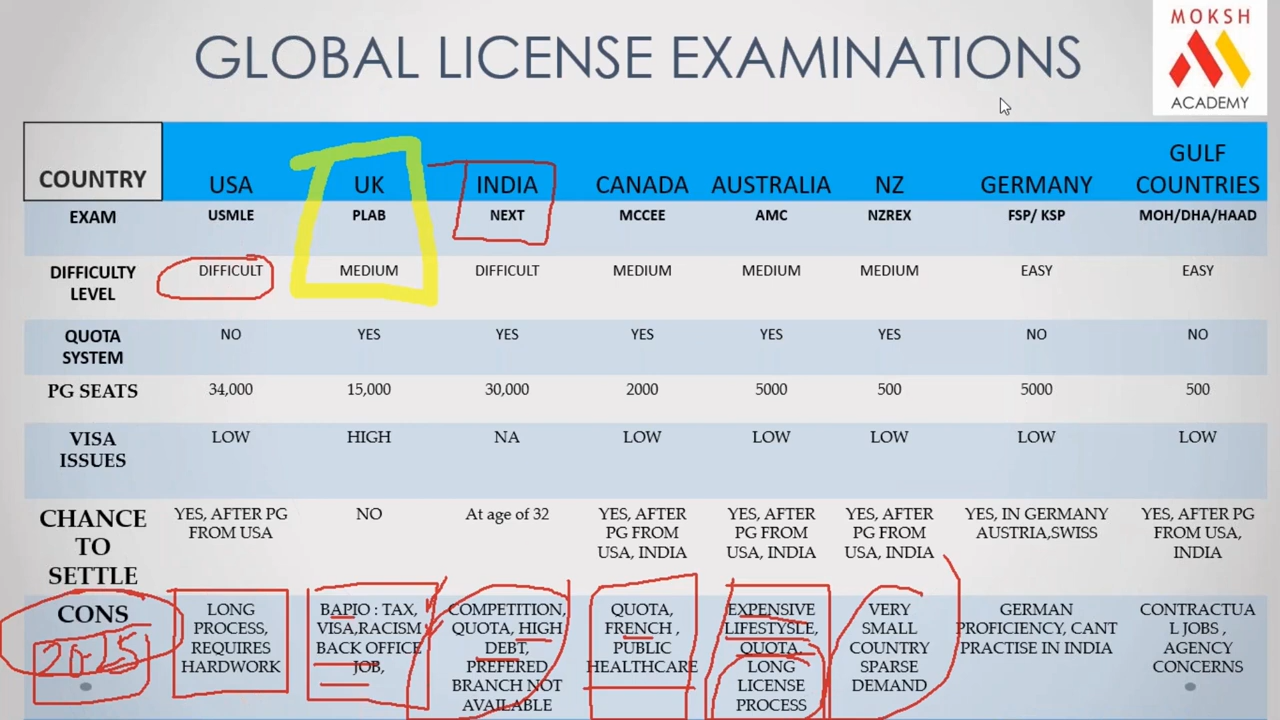 GLOBAL LICENSE EXAMINATIONS
MOKSH
ACADEMY
COUNTRY USA UK INDIA CANADA AUSTRALIA NZ GERMANY GULF COUNTRIES
EXAM USMLE PLAB NEXT MCCEE AMC NZREX FSP/ KSP MOH/DHA/HAAD
DIFFICULTY LEVEL DIFFICULT MEDIUM DIFFICULT MEDIUM MEDIUM MEDIUM EASY EASY
QUOTA SYSTEM NO YES YES YES YES YES NO NO
PG SEATS 34,000 15,000 30,000 2000 5000 500 5000 500
VISA ISSUES LOW HIGH NA LOW LOW LOW LOW LOW
CHANCE
TO
SETTLE
YES, AFTER PG
FROM USA
NO
At age of 32
YES, AFTER
PG FROM
USA, INDIA
YES, AFTER
PG FROM
USA, INDIA
YES, AFTER
PG FROM
USA, INDIA
YES, IN GERMANY
AUSTRIA,SWISS
YES, AFTER PG
FROM USA,
INDIA
CONS
20-25
LONG
PROCESS,
REQUIRES
HARDWORK
BAPIO : TAX,
VISA,RACISM
BACK OFFICE
JOB,
COMPETITION,
QUOTA, HIGH
DEBT,
PREFERED
BRANCH NOT
AVAILABLE
QUOTA,
FRENCH ,
PUBLIC
HEALTHCARE
EXPENSIVE
LIFESTYSLE,
QUOTA,
LONG
LICENSE
PROCESS
VERY
SMALL
COUNTRY
SPARSE
DEMAND
GERMAN
PROFICIENCY, CANT
PRACTISE IN INDIA
CONTRACTUA
L JOBS ,
AGENCY
CONCERNS